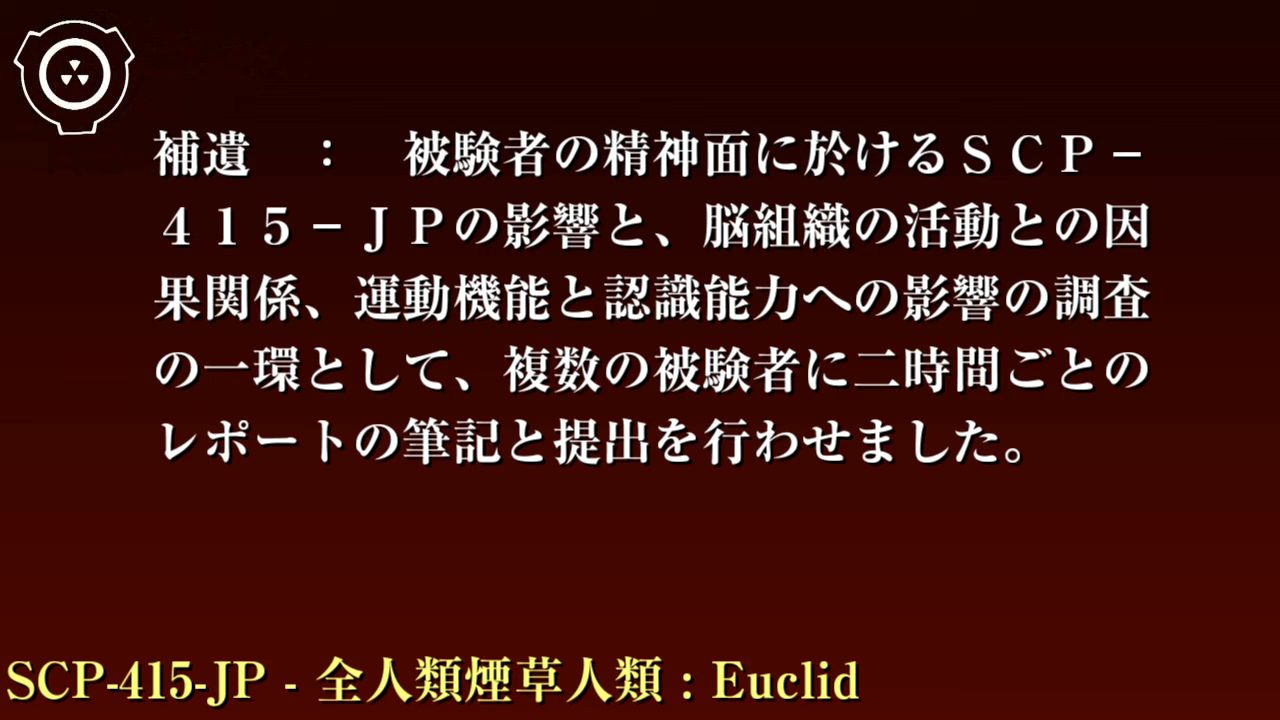 補遺　：　被験者の精神面に於けるＳＣＰ－
４１５－ＪＰの影響と、脳組織の活動との因
果関係、運動機能と認識能力への影響の調査
の一環として、複数の被験者に二時間ごとの
レポートの筆記と提出を行わせました。
SCP-415-JP - 全人類煙草人類 : Euclid